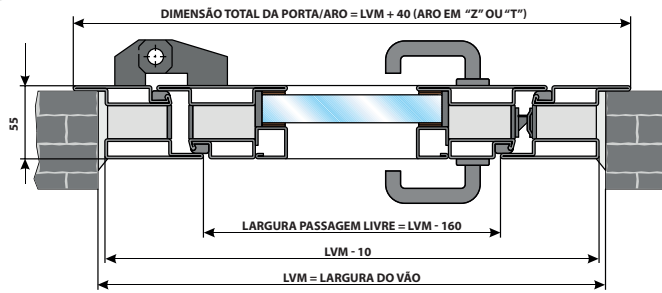 DIMENSÃO TOTAL DA PORTA/ARO = LVM + 40 (ARO EM "Z" OU "T")
55
LARGURA PASSAGEM LIVRE = LVM - 160
LVM - 10
LVM = LARGURA DO VÃO